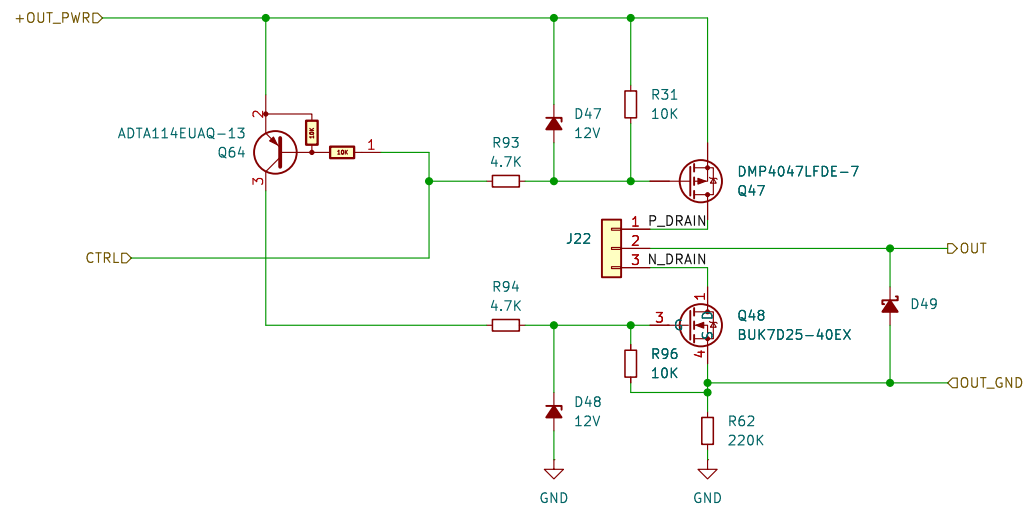 +OUT_PWR
2
10K
10K
1
ADTA114EUAQ-13
Q64
3
D47
12V
R31
10K
R93
4.7K
DMP4047LFDE-7
Q47
J22
1
P_DRAIN
2
OUT
3
N_DRAIN
CTRL
R94
4.7K
1
3
G
S
D
4
Q48
BUK7D25-40EX
D49
R96
10K
OUT_GND
D48
12V
R62
220K
GND
GND